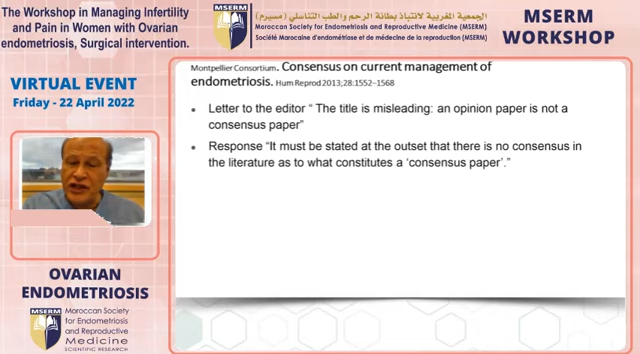 The Workshop in Managing Infertility
and Pain in Women with Ovarian
endometriosis, Surgical intervention.
MSERM
الجمعية المغربية لانتباذ بطانة الرحم والطب التناسلي (مسيرم)
Moroccan Society for Endometriosis and Reproductive Medicine (MSERM)
Société Marocaine d'endométriose et de médecine de la reproduction (MSERM)
MSERM
WORKSHOP
VIRTUAL EVENT
Friday - 22 April 2022
Montpellier Consortium. Consensus on current management of
endometriosis. Hum Reprod 2013;28:1552–1568
• Letter to the editor “ The title is misleading: an opinion paper is not a
consensus paper”
• Response “It must be stated at the outset that there is no consensus in
the literature as to what constitutes a ‘consensus paper’.”
OVARIAN
ENDOMETRIOSIS
MSERM
Moroccan Society
for Endometriosis
and Reproductive
Medicine
SCIENTIFIC RESEARCH